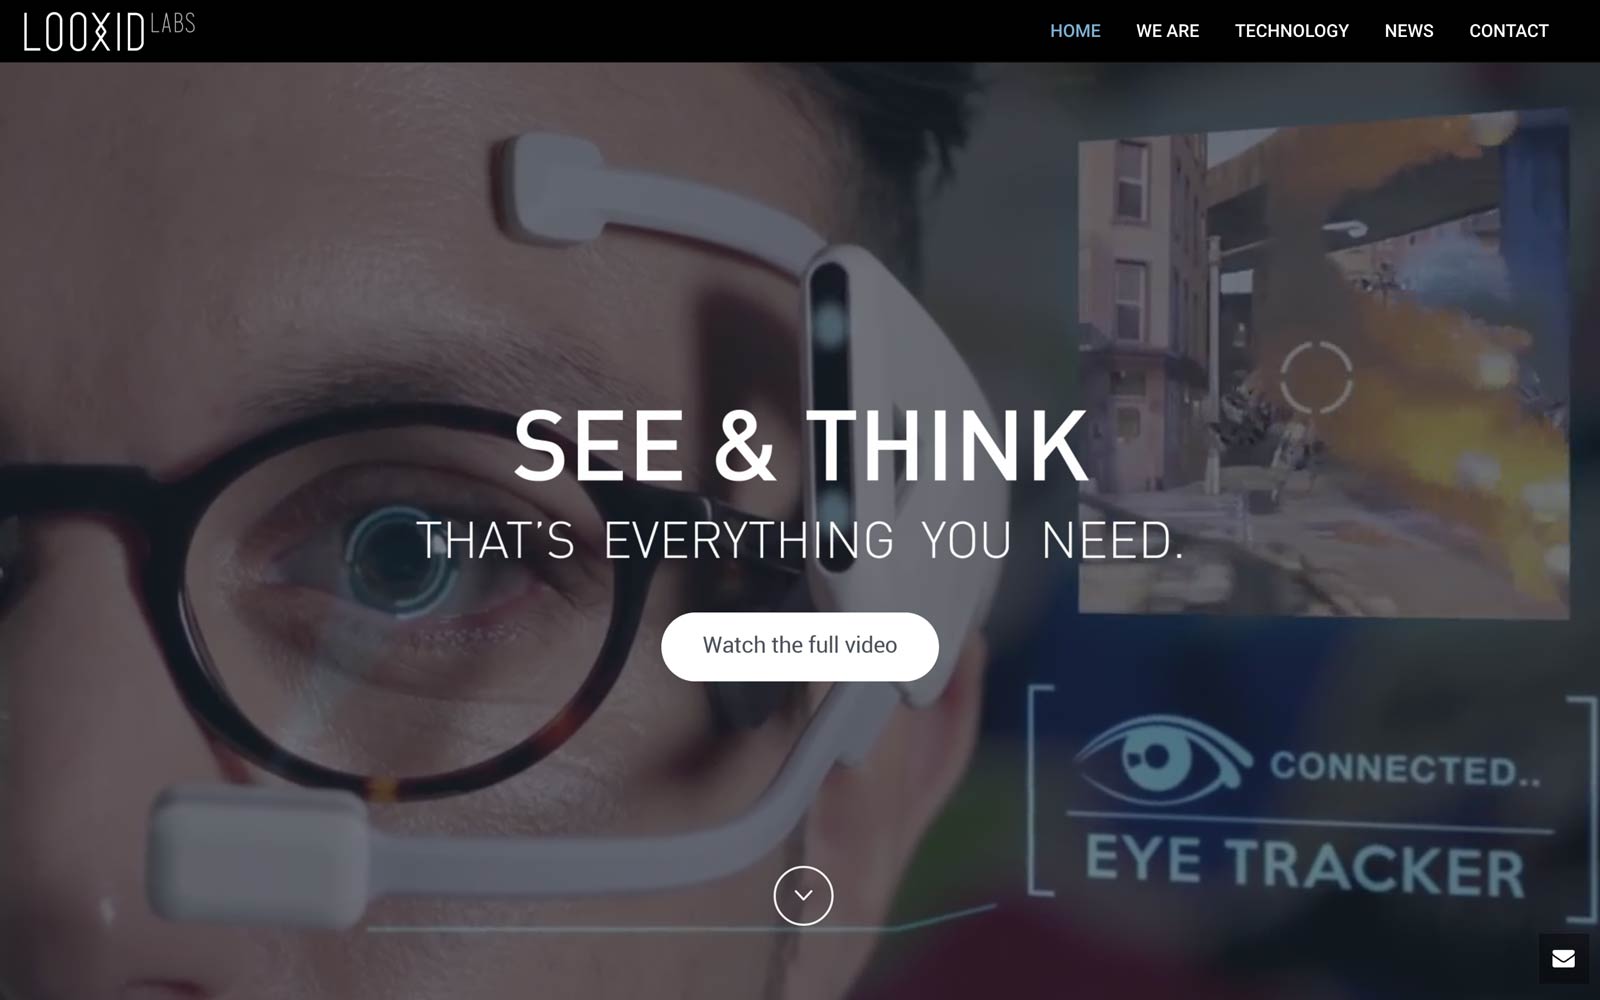 LOOXID LABS
HOME WE ARE TECHNOLOGY NEWS CONTACT
SEE & THINK
THAT'S EVERYTHING YOU NEED.
Watch the full video
CONNECTED..
EYE TRACKER